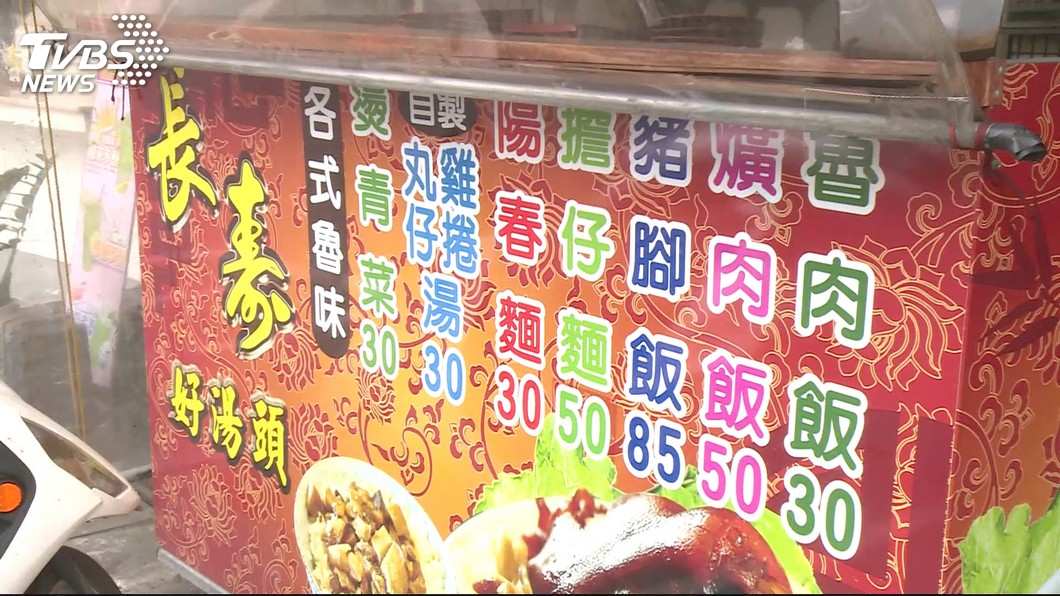 TVBS
NEWS
魯肉飯30
爌肉飯50
豬腳飯85
擔仔麵50
陽春麵30
自製
雞捲
丸仔
湯30
燙青菜30
各式魯味
長壽
好湯頭